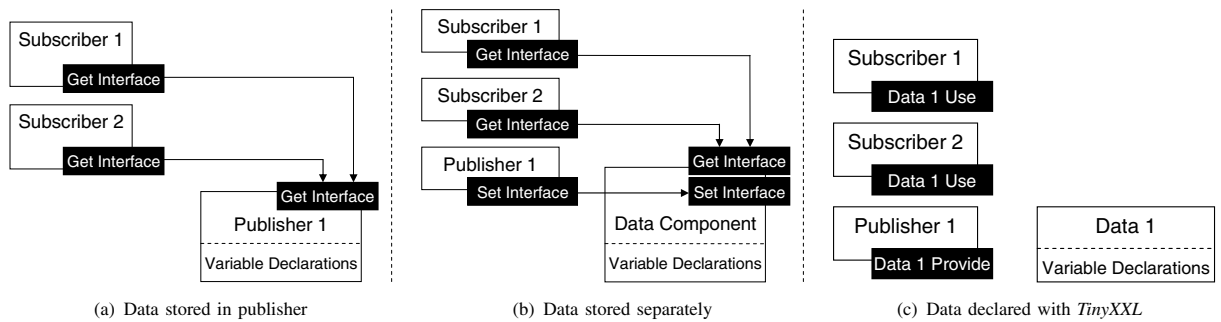 Subscriber 1
Get Interface
Subscriber 2
Get Interface
Get Interface
Publisher 1
Variable Declarations
(a) Data stored in publisher
Subscriber 1
Get Interface
Subscriber 2
Get Interface
Publisher 1
Set Interface
Get Interface
Set Interface
Data Component
Variable Declarations
(b) Data stored separately
Subscriber 1
Data 1 Use
Subscriber 2
Data 1 Use
Publisher 1
Data 1 Provide
Data 1
Variable Declarations
(c) Data declared with TinyXXL